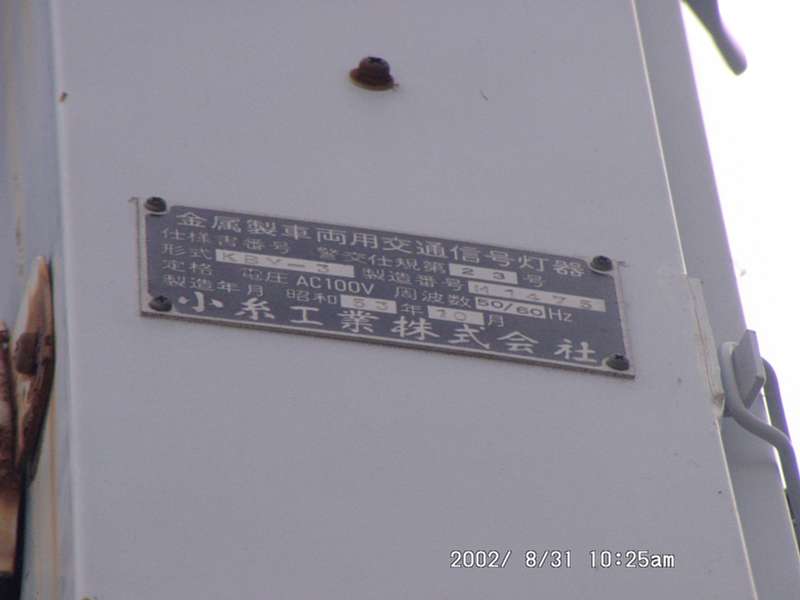 金属製車両用交通信号灯器
仕様書番号 警交仕規第 23 号
形式 KBV-3 製造番号 M1475
定格 電圧 AC100V 周波数 50/60 Hz
製造年月 昭和 53 年 10 月
小糸工業株式会社
2002/ 8/31 10:25am